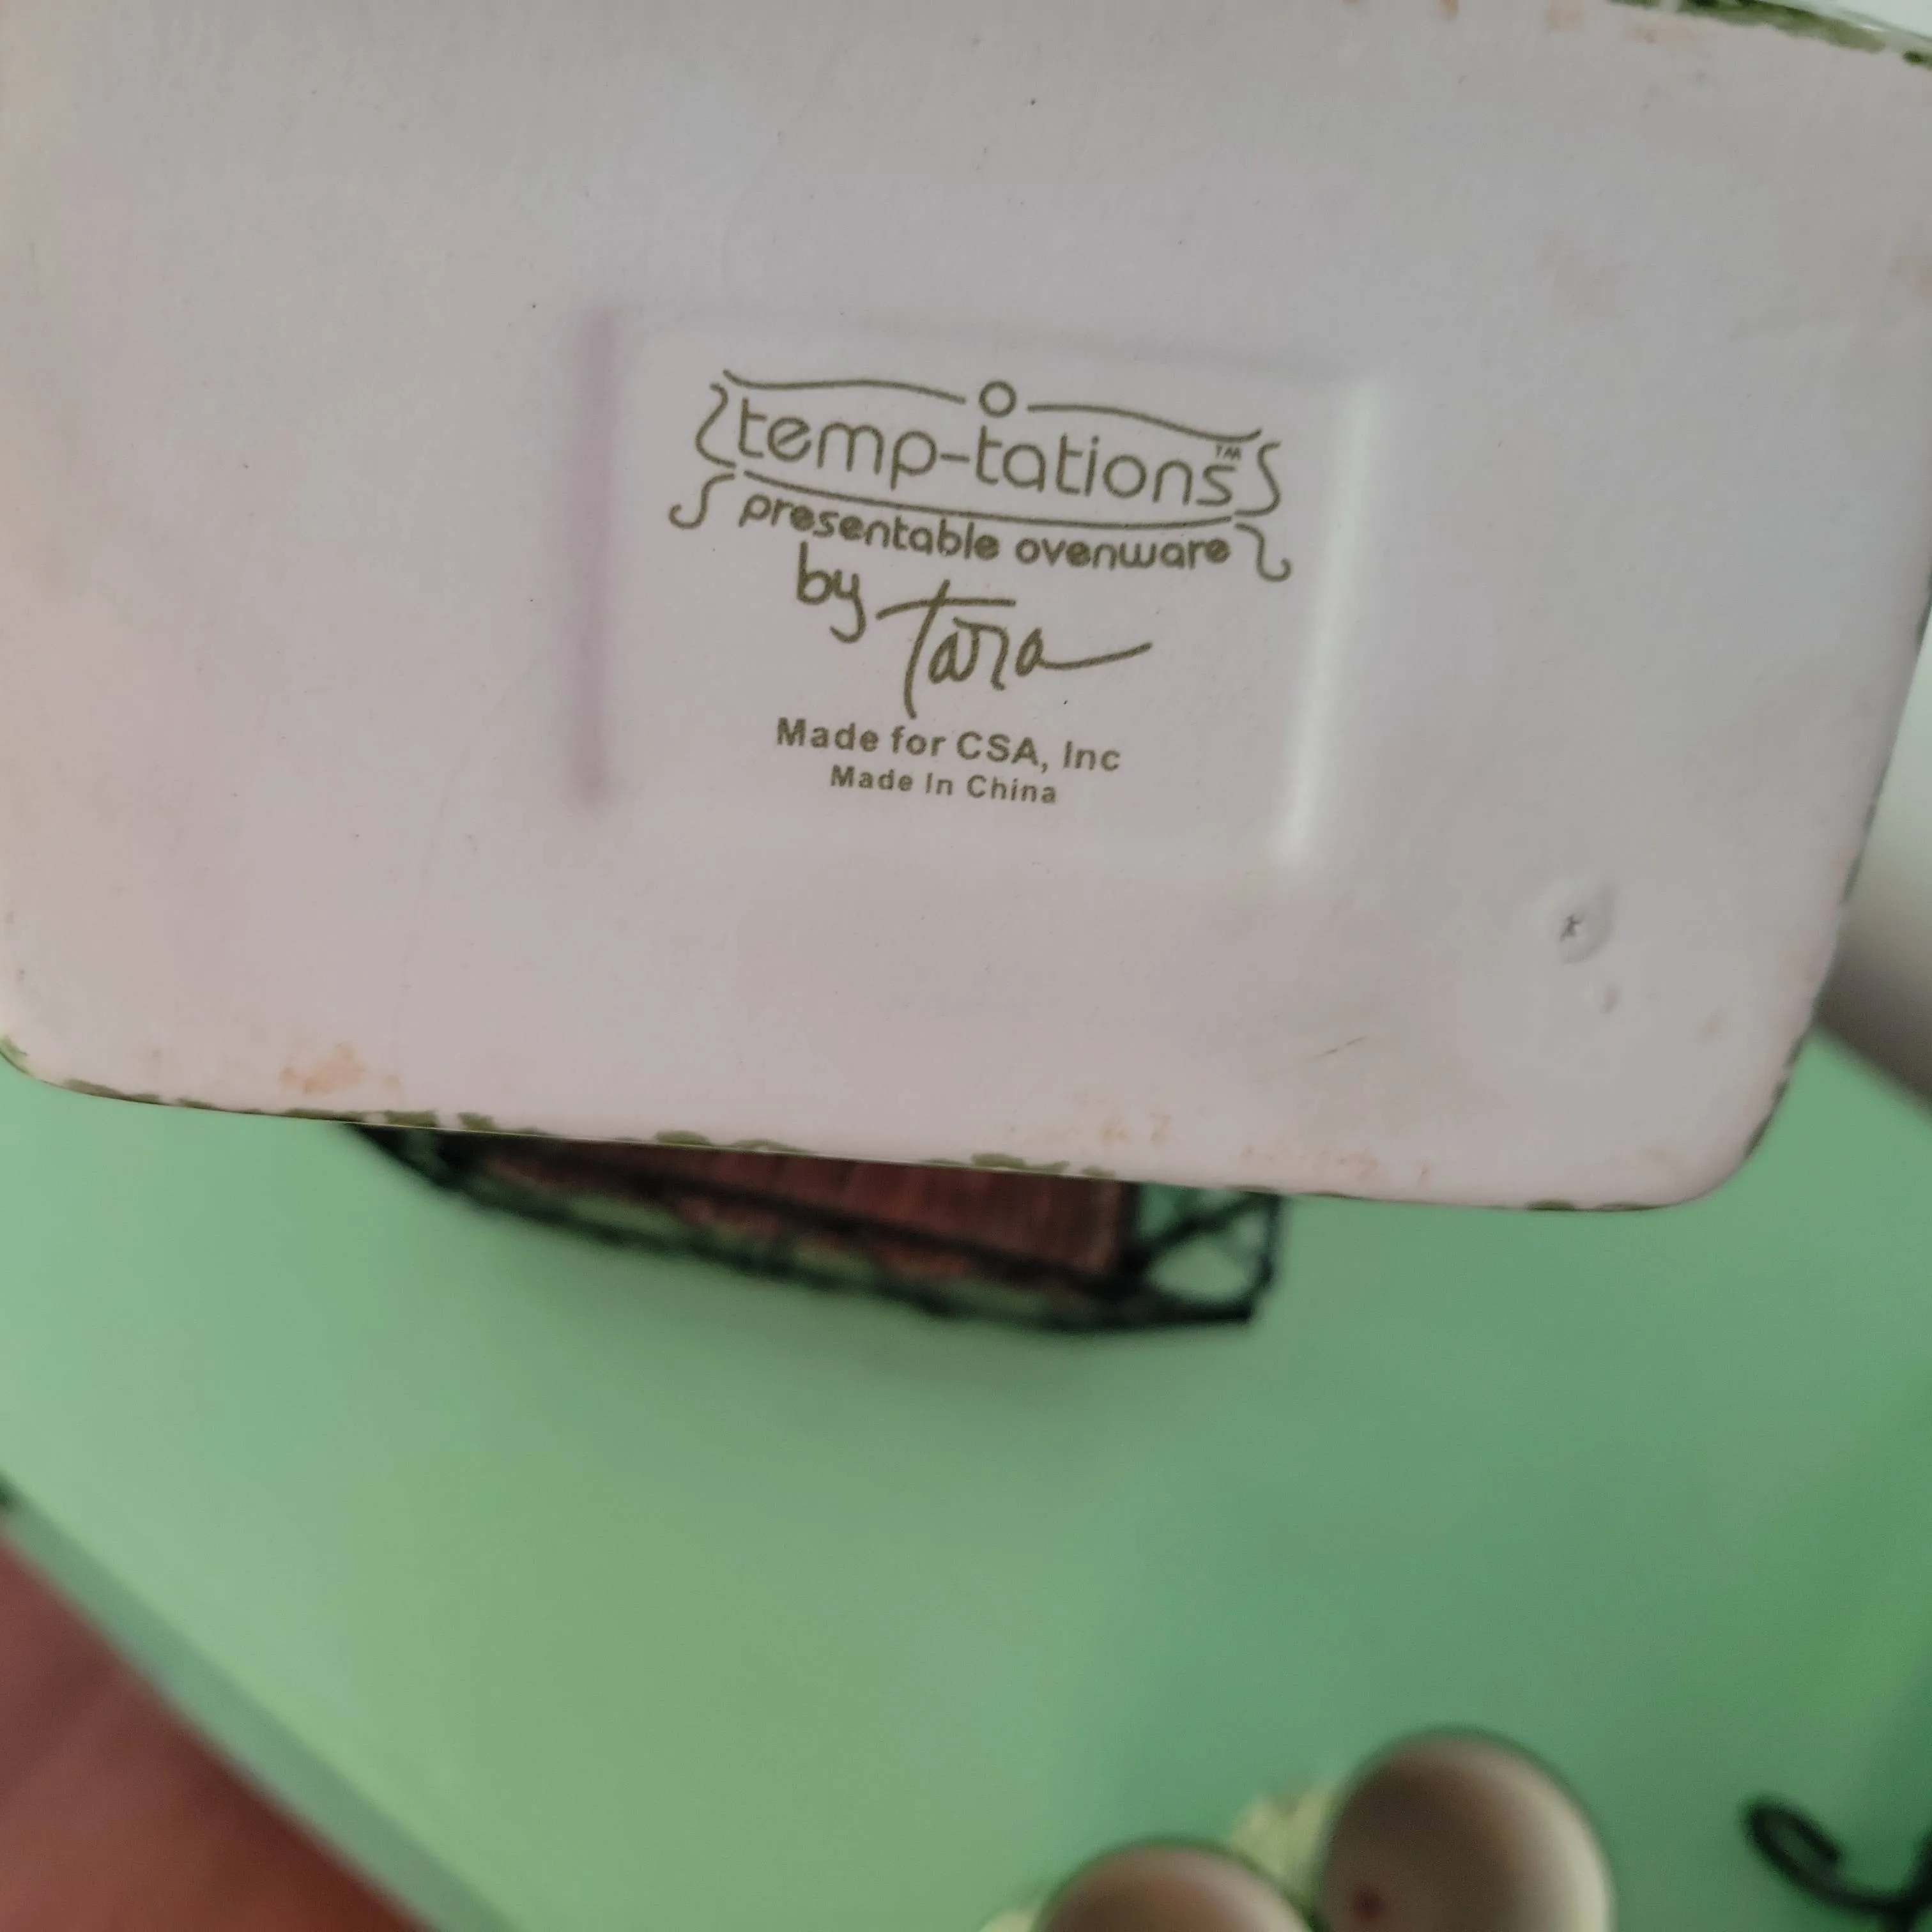 temp-tations™
presentable ovenware
by Tara
Made for CSA, Inc
Made In China